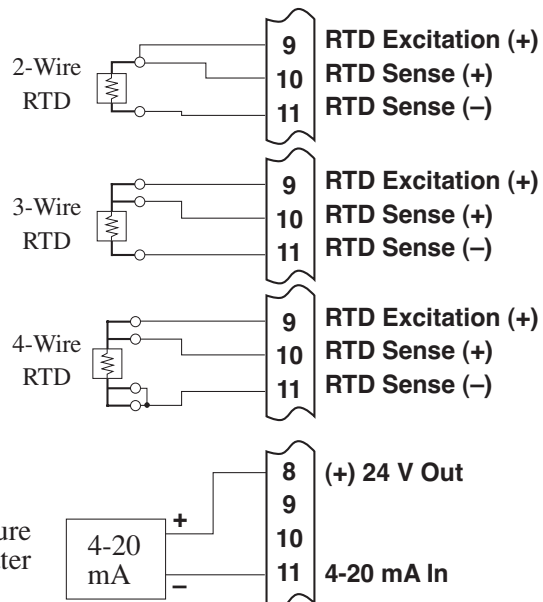 9 RTD Excitation (+)
2-Wire
RTD
10 RTD Sense (+)
11 RTD Sense (–)
9 RTD Excitation (+)
3-Wire
RTD
10 RTD Sense (+)
11 RTD Sense (–)
9 RTD Excitation (+)
4-Wire
RTD
10 RTD Sense (+)
11 RTD Sense (–)
8 (+) 24 V Out
9
10
11 4-20 mA In
4-20
mA
+
–